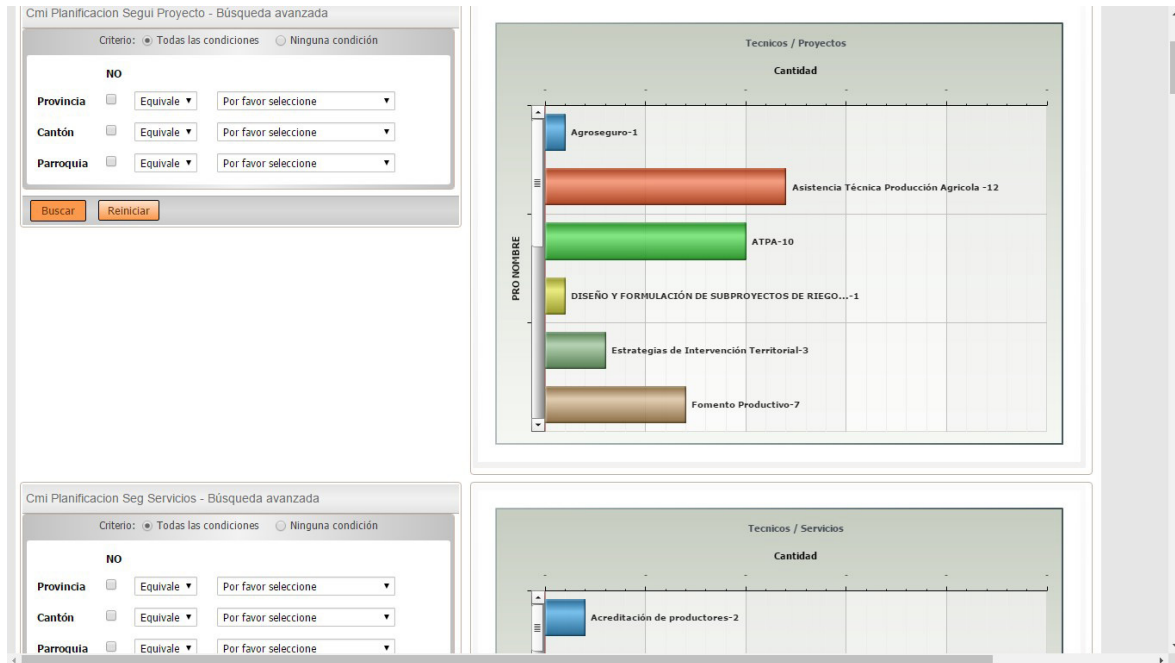 Cmi Planificacion Segui Proyecto - Búsqueda avanzada
Criterio: Todas las condiciones Ninguna condición
NO
Provincia Equivale Por favor seleccione
Cantón Equivale Por favor seleccione
Parroquia Equivale Por favor seleccione
Buscar Reiniciar
Tecnicos / Proyectos
Cantidad
PRO NOMBRE
Agroseguro-1
Asistencia Técnica Producción Agricola -12
ATPA-10
DISEÑO Y FORMULACIÓN DE SUBPROYECTOS DE RIEGO...-1
Estrategias de Intervención Territorial-3
Fomento Productivo-7
Cmi Planificacion Seg Servicios - Búsqueda avanzada
Criterio: Todas las condiciones Ninguna condición
NO
Provincia Equivale Por favor seleccione
Cantón Equivale Por favor seleccione
Parroquia Equivale Por favor seleccione
Tecnicos / Servicios
Cantidad
Acreditación de productores-2